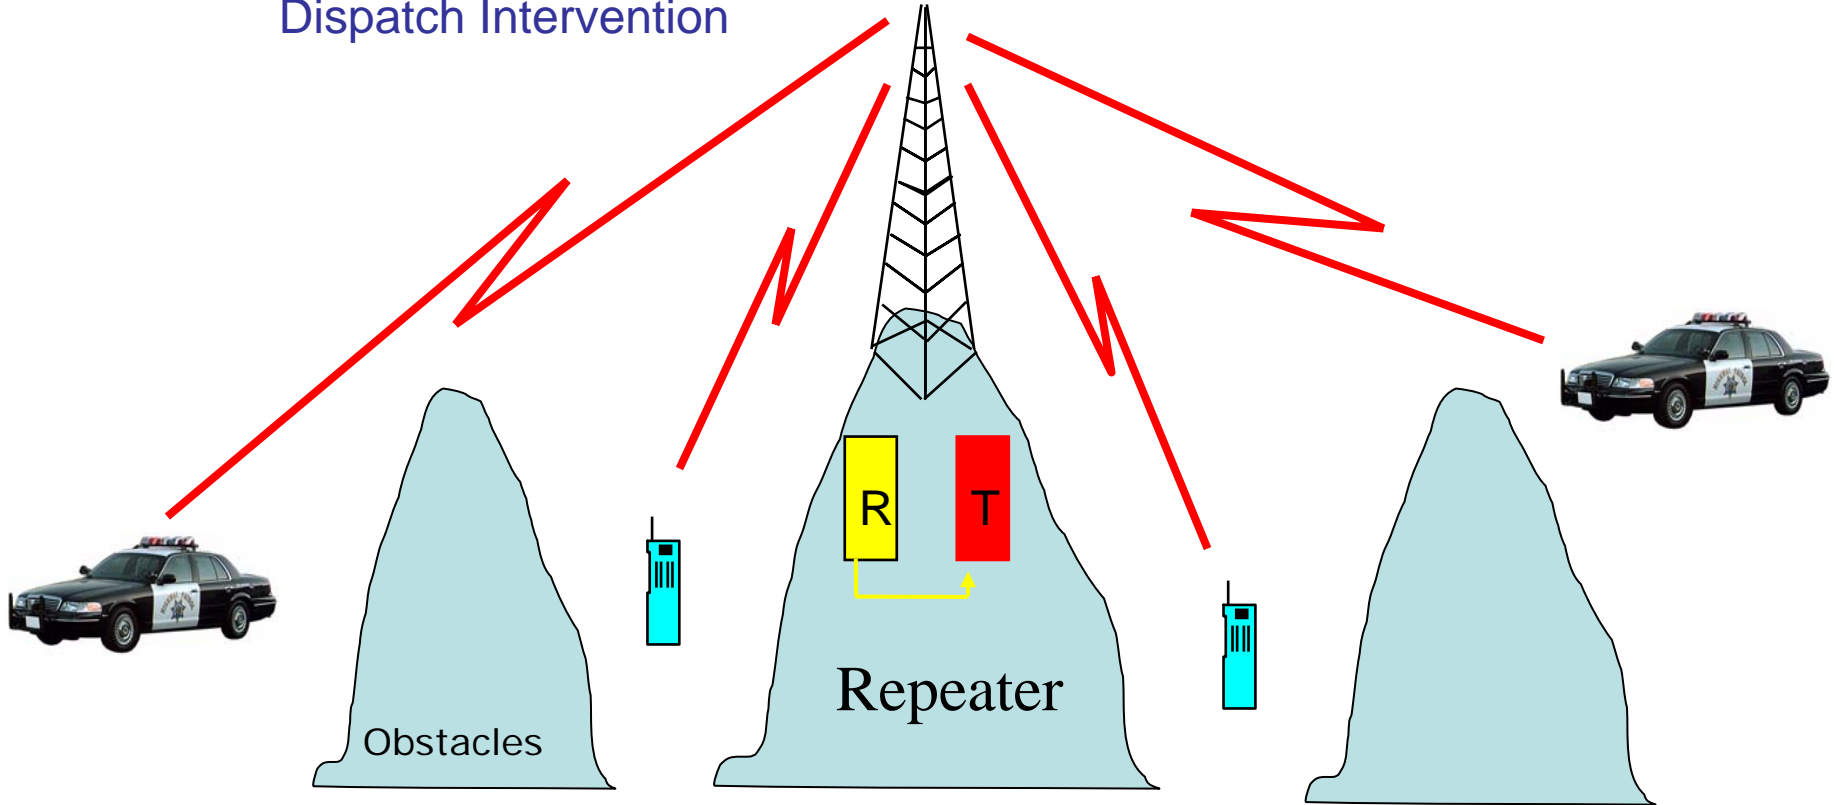 Dispatch Intervention
R
T
Repeater
Obstacles